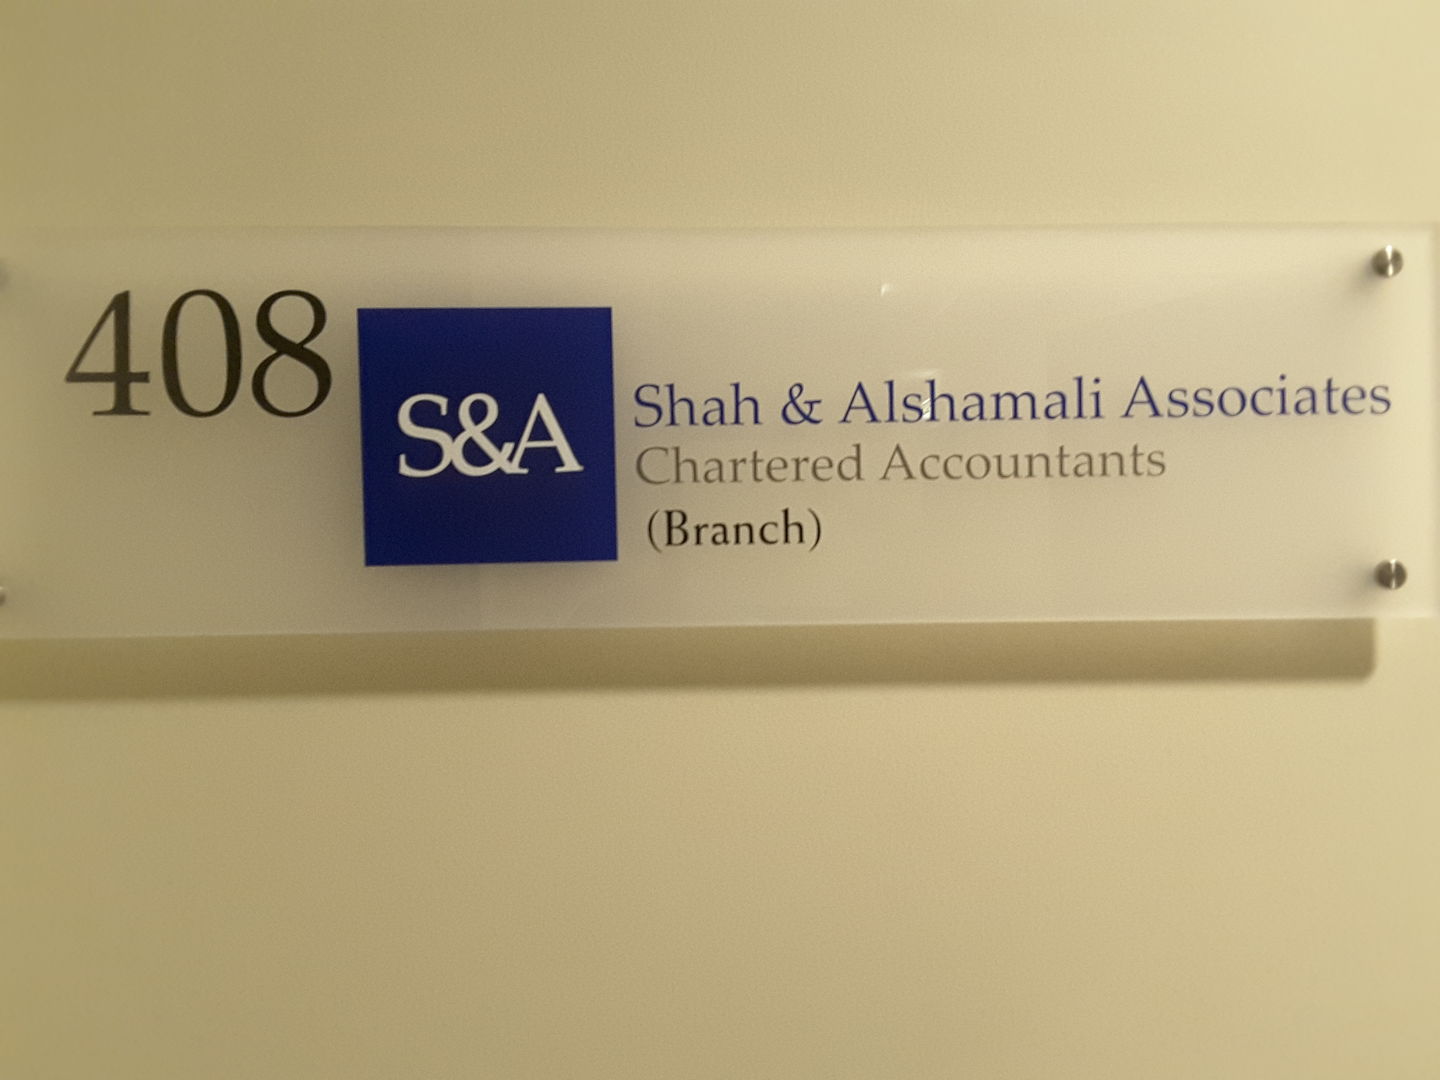 408
S&A
Shah & Alshamali Associates
Chartered Accountants
(Branch)